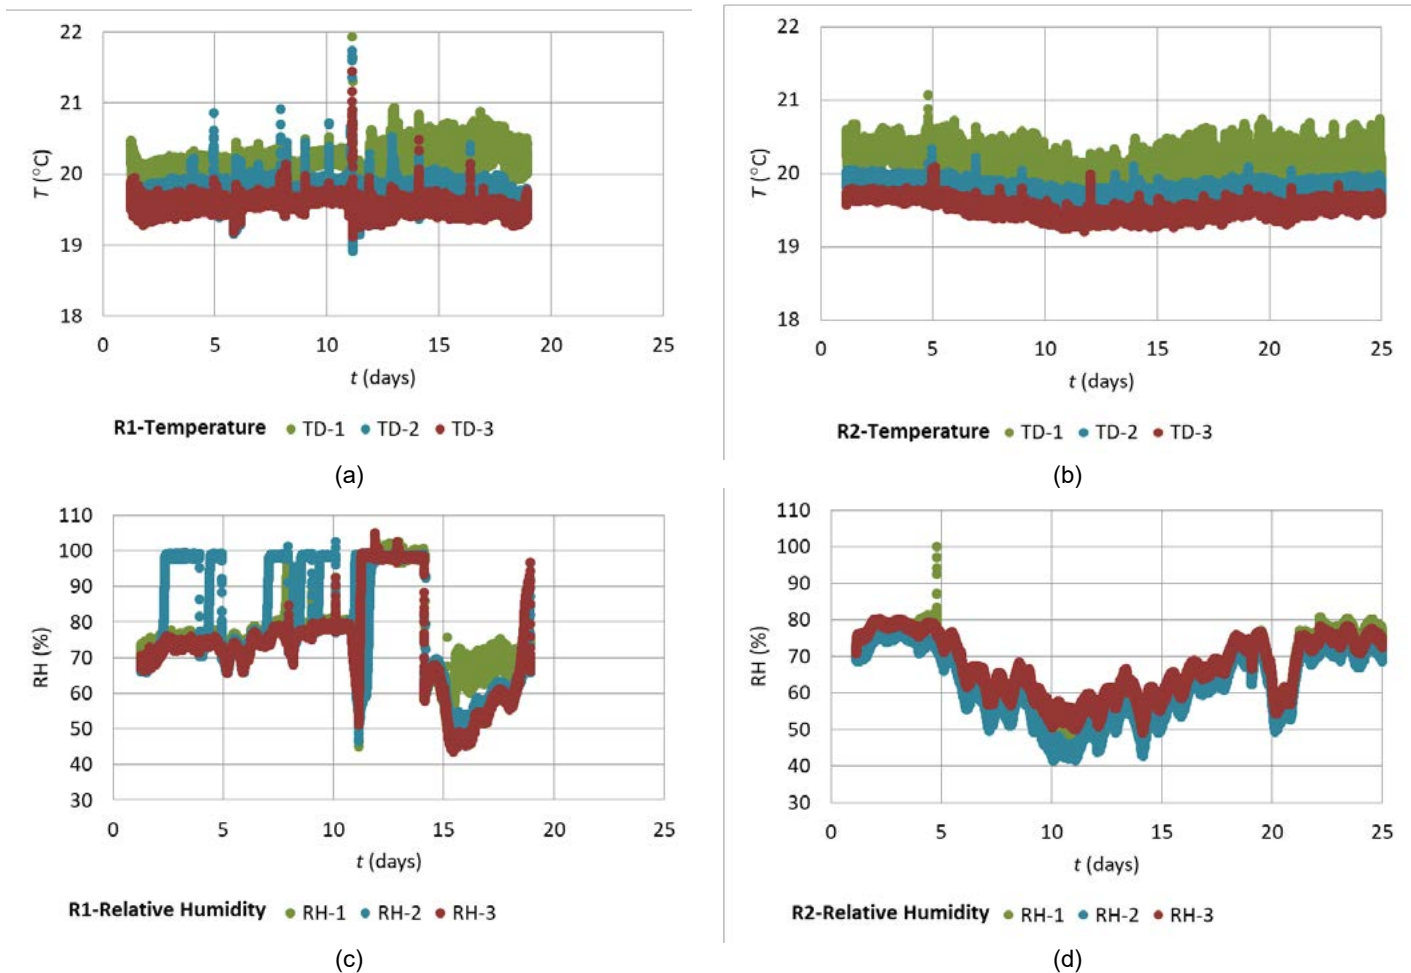 22
21
20
19
18
T (°C)
0 5 10 15 20 25
t (days)
R1-Temperature TD-1 TD-2 TD-3
(a)
22
21
20
19
18
T (°C)
0 5 10 15 20 25
t (days)
R2-Temperature TD-1 TD-2 TD-3
(b)
110
100
90
80
70
60
50
40
30
RH (%)
0 5 10 15 20 25
t (days)
R1-Relative Humidity RH-1 RH-2 RH-3
(c)
110
100
90
80
70
60
50
40
30
RH (%)
0 5 10 15 20 25
t (days)
R2-Relative Humidity RH-1 RH-2 RH-3
(d)